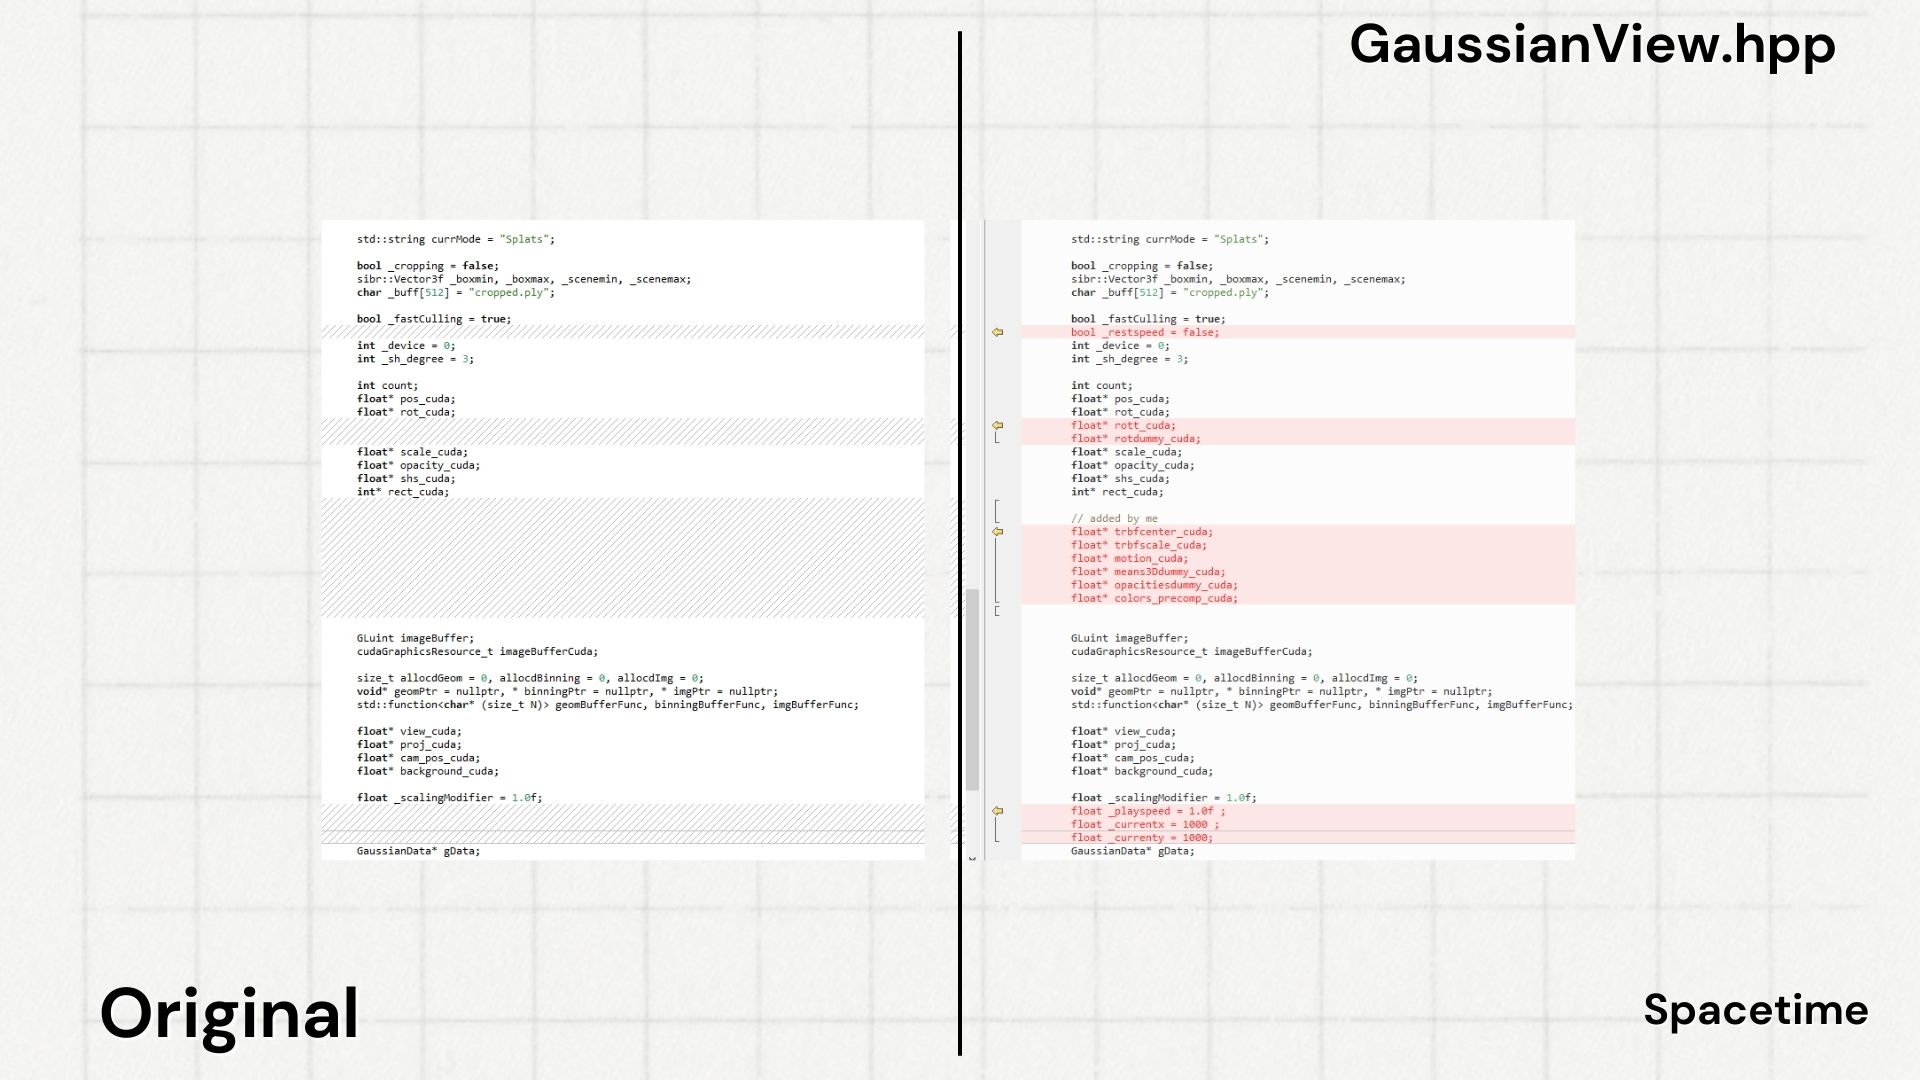 GaussianView.hpp
std::string currMode = "Splats";
bool _cropping = false;
sibr::Vector3f _boxmin, _boxmax, _scenemin, _scenemax;
char _buff[512] = "cropped.ply";
bool _fastCulling = true;
int _device = 0;
int _sh_degree = 3;
int count;
float* pos_cuda;
float* rot_cuda;
float* scale_cuda;
float* opacity_cuda;
float* shs_cuda;
int* rect_cuda;
GLuint imageBuffer;
cudaGraphicsResource_t imageBufferCuda;
size_t allocdGeom = 0, allocdBinning = 0, allocdImg = 0;
void* geomPtr = nullptr, * binningPtr = nullptr, * imgPtr = nullptr;
std::function<char* (size_t N)> geomBufferFunc, binningBufferFunc, imgBufferFunc;
float* view_cuda;
float* proj_cuda;
float* cam_pos_cuda;
float* background_cuda;
float _scalingModifier = 1.0f;
GaussianData* gData;
std::string currMode = "Splats";
bool _cropping = false;
sibr::Vector3f _boxmin, _boxmax, _scenemin, _scenemax;
char _buff[512] = "cropped.ply";
bool _fastCulling = true;
bool _restspeed = false;
int _device = 0;
int _sh_degree = 3;
int count;
float* pos_cuda;
float* rot_cuda;
float* rott_cuda;
float* rotdummy_cuda;
float* scale_cuda;
float* opacity_cuda;
float* shs_cuda;
int* rect_cuda;
// added by me
float* trbfcenter_cuda;
float* trbfscale_cuda;
float* motion_cuda;
float* means3Ddummy_cuda;
float* opacitiesdummy_cuda;
float* colors_precomp_cuda;
GLuint imageBuffer;
cudaGraphicsResource_t imageBufferCuda;
size_t allocdGeom = 0, allocdBinning = 0, allocdImg = 0;
void* geomPtr = nullptr, * binningPtr = nullptr, * imgPtr = nullptr;
std::function<char* (size_t N)> geomBufferFunc, binningBufferFunc, imgBufferFunc;
float* view_cuda;
float* proj_cuda;
float* cam_pos_cuda;
float* background_cuda;
float _scalingModifier = 1.0f;
float _playspeed = 1.0f ;
float _currentx = 1000 ;
float _currenty = 1000;
GaussianData* gData;
Original
Spacetime